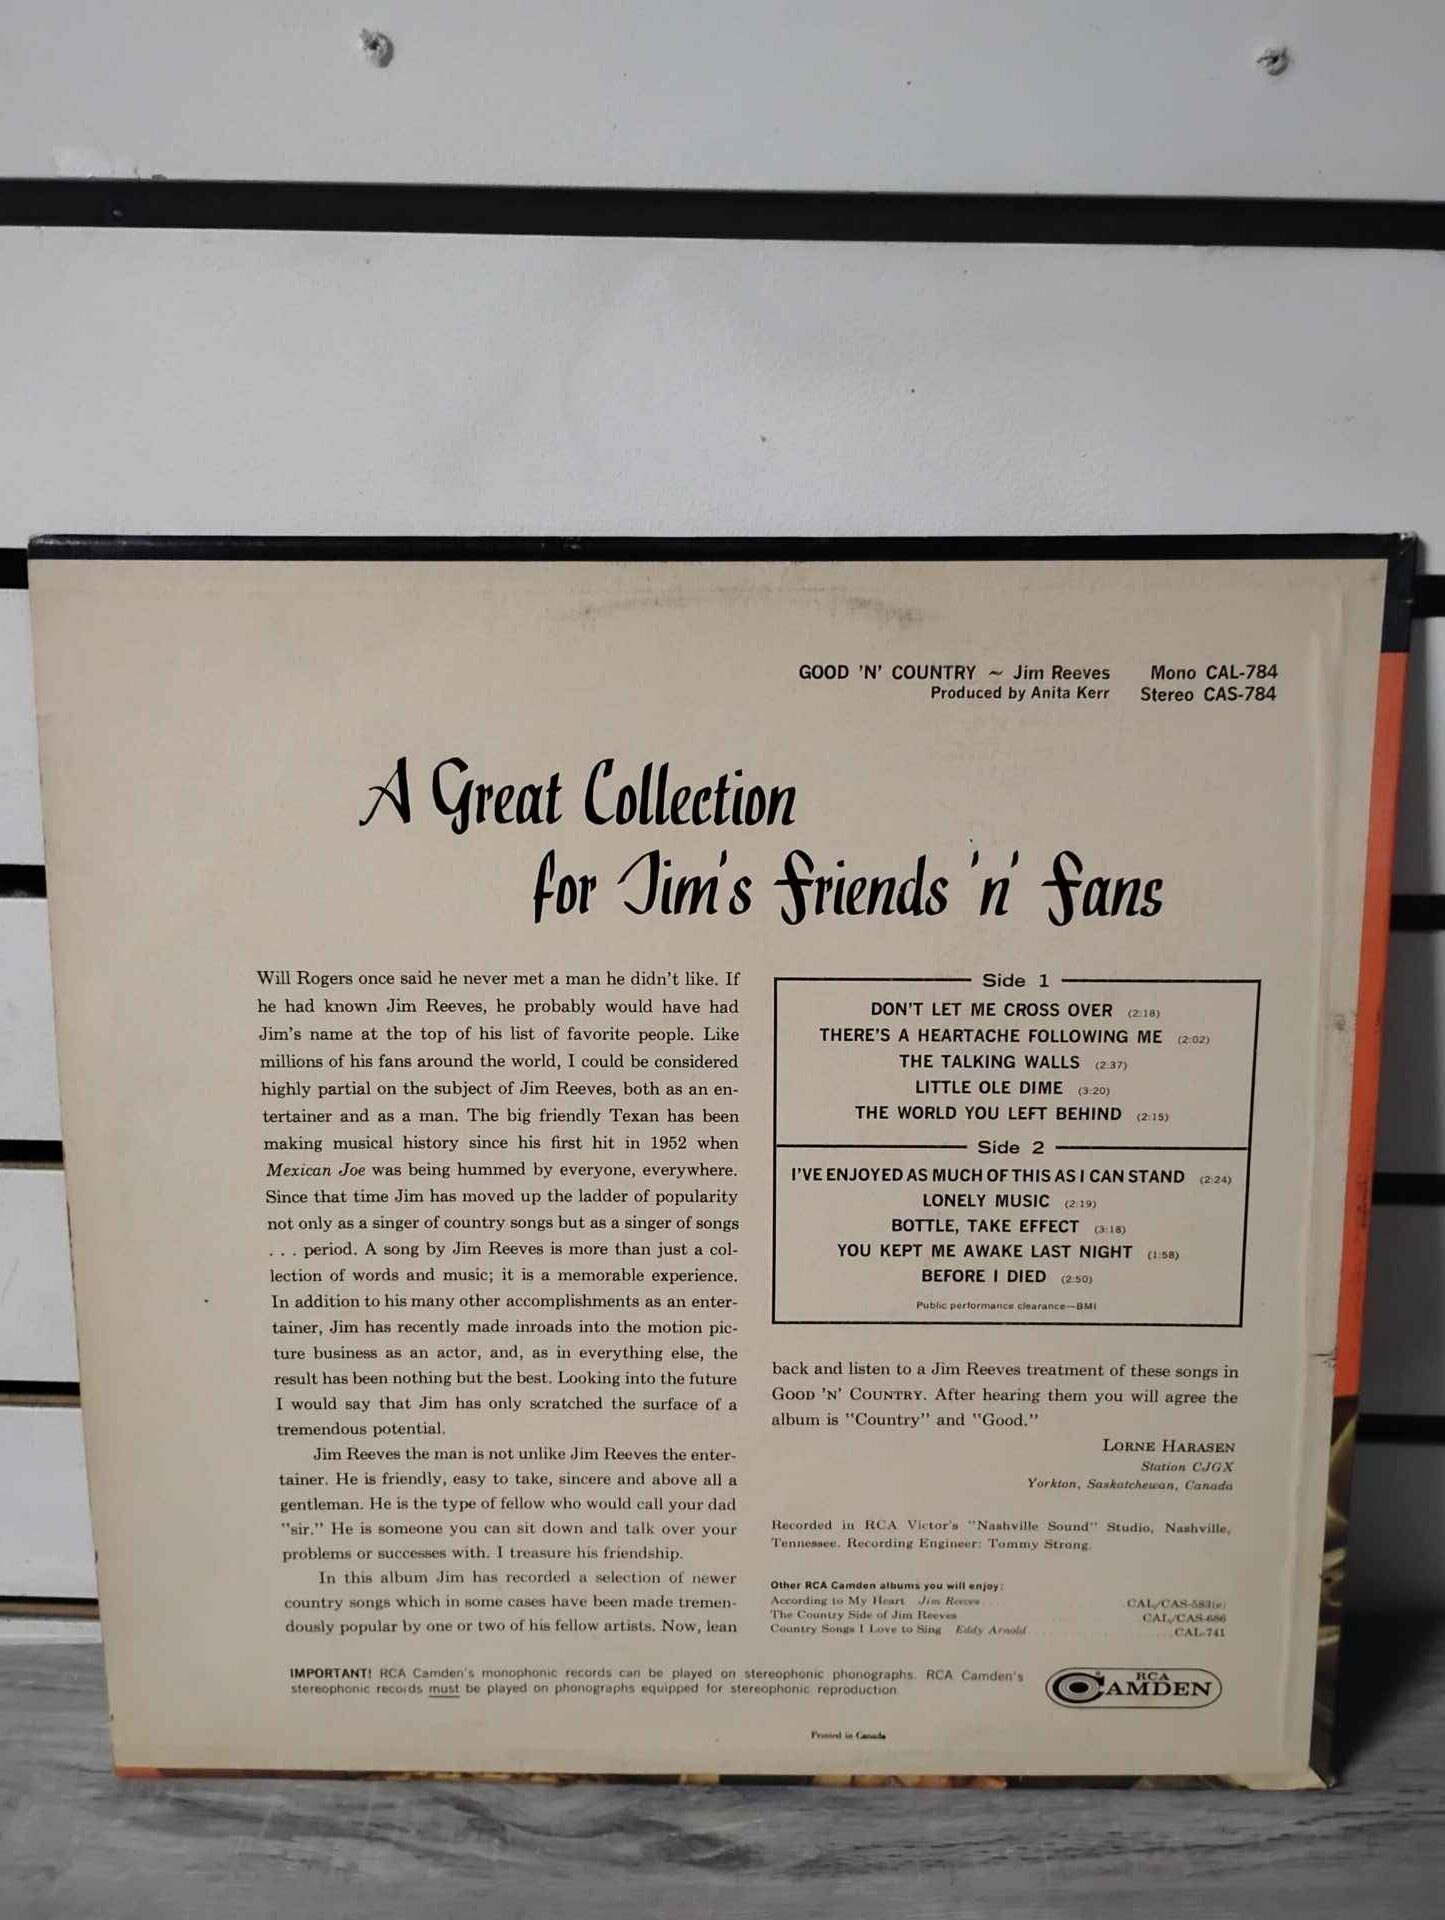 GOOD 'N' COUNTRY ~ Jim Reeves Mono CAL-784
Produced by Anita Kerr Stereo CAS-784
A Great Collection
for Jim's Friends 'n' Fans
Will Rogers once said he never met a man he didn't like. If
he had known Jim Reeves, he probably would have had
Jim's name at the top of his list of favorite people. Like
millions of his fans around the world, I could be considered
highly partial on the subject of Jim Reeves, both as an en-
tertainer and as a man. The big friendly Texan has been
making musical history since his first hit in 1952 when
Mexican Joe was being hummed by everyone, everywhere.
Since that time Jim has moved up the ladder of popularity
not only as a singer of country songs but as a singer of songs
. . . period. A song by Jim Reeves is more than just a col-
lection of words and music; it is a memorable experience.
In addition to his many other accomplishments as an enter-
tainer, Jim has recently made inroads into the motion pic-
ture business as an actor, and, as in everything else, the
result has been nothing but the best. Looking into the future
I would say that Jim has only scratched the surface of a
tremendous potential.
Jim Reeves the man is not unlike Jim Reeves the enter-
tainer. He is friendly, easy to take, sincere and above all a
gentleman. He is the type of fellow who would call your dad
"sir." He is someone you can sit down and talk over your
problems or successes with. I treasure his friendship.
In this album Jim has recorded a selection of newer
country songs which in some cases have been made tremen-
dously popular by one or two of his fellow artists. Now, lean
Side 1
DON'T LET ME CROSS OVER (2:18)
THERE'S A HEARTACHE FOLLOWING ME (2:02)
THE TALKING WALLS (2:37)
LITTLE OLE DIME (3:20)
THE WORLD YOU LEFT BEHIND (2:15)
Side 2
I'VE ENJOYED AS MUCH OF THIS AS I CAN STAND (2:24)
LONELY MUSIC (2:19)
BOTTLE, TAKE EFFECT (3:18)
YOU KEPT ME AWAKE LAST NIGHT (1:58)
BEFORE I DIED (2:50)
Public performance clearance—BMI
back and listen to a Jim Reeves treatment of these songs in
GOOD 'N' COUNTRY. After hearing them you will agree the
album is "Country" and "Good."
LORNE HARASEN
Station CJGX
Yorkton, Saskatchewan, Canada
Recorded in RCA Victor's "Nashville Sound" Studio, Nashville,
Tennessee. Recording Engineer: Tommy Strong.
Other RCA Camden albums you will enjoy:
According to My Heart Jim Reeves CAL/CAS-583(e)
The Country Side of Jim Reeves CAL/CAS-686
Country Songs I Love to Sing Eddy Arnold CAL-741
IMPORTANT! RCA Camden's monophonic records can be played on stereophonic phonographs. RCA Camden's
stereophonic records must be played on phonographs equipped for stereophonic reproduction.
RCA
CAMDEN
Printed in Canada